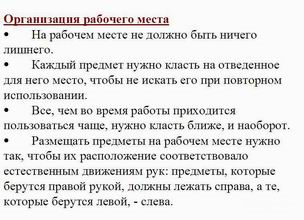 Организация рабочего места
• На рабочем месте не должно быть ничего
лишнего.
• Каждый предмет нужно класть на отведенное
для него место, чтобы не искать его при повторном
использовании.
• Все, чем во время работы приходится
пользоваться чаще, нужно класть ближе, и наоборот.
• Размещать предметы на рабочем месте нужно
так, чтобы их расположение соответствовало
естественным движениям рук: предметы, которые
берутся правой рукой, должны лежать справа, а те,
которые берутся левой, - слева.